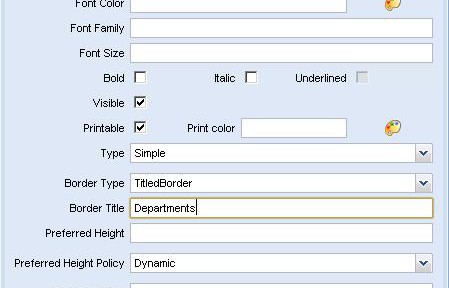 Font Color
Font Family
Font Size
Bold Italic Underlined
Visible
Printable Print color
Type Simple
Border Type TitledBorder
Border Title Departments
Preferred Height
Preferred Height Policy Dynamic